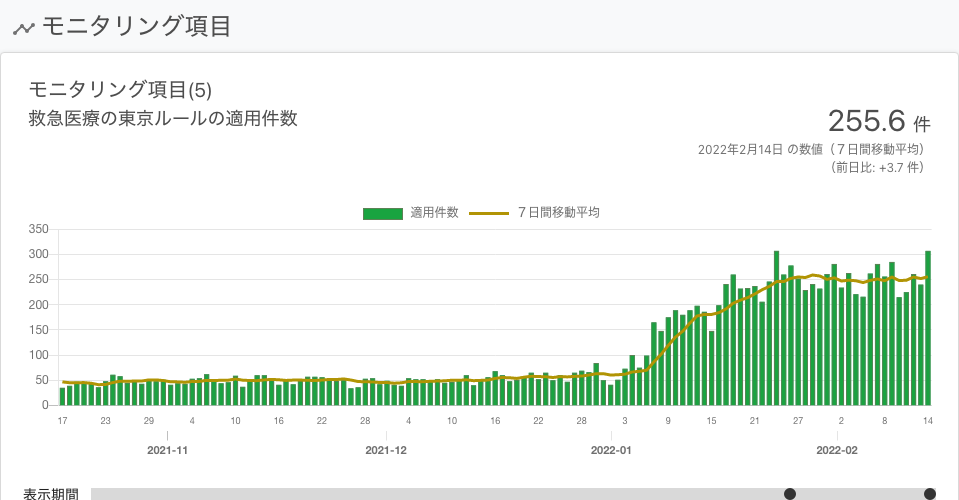 モニタリング項目
モニタリング項目(5)
救急医療の東京ルールの適用件数
255.6 件
2022年2月14日 の数値（７日間移動平均）
（前日比: +3.7 件）
適用件数 ７日間移動平均
350
300
250
200
150
100
50
0
17 23 29 4 10 16 22 28 4 10 16 22 28 3 9 15 21 27 2 8 14
2021-11 2021-12 2022-01 2022-02
表示期間